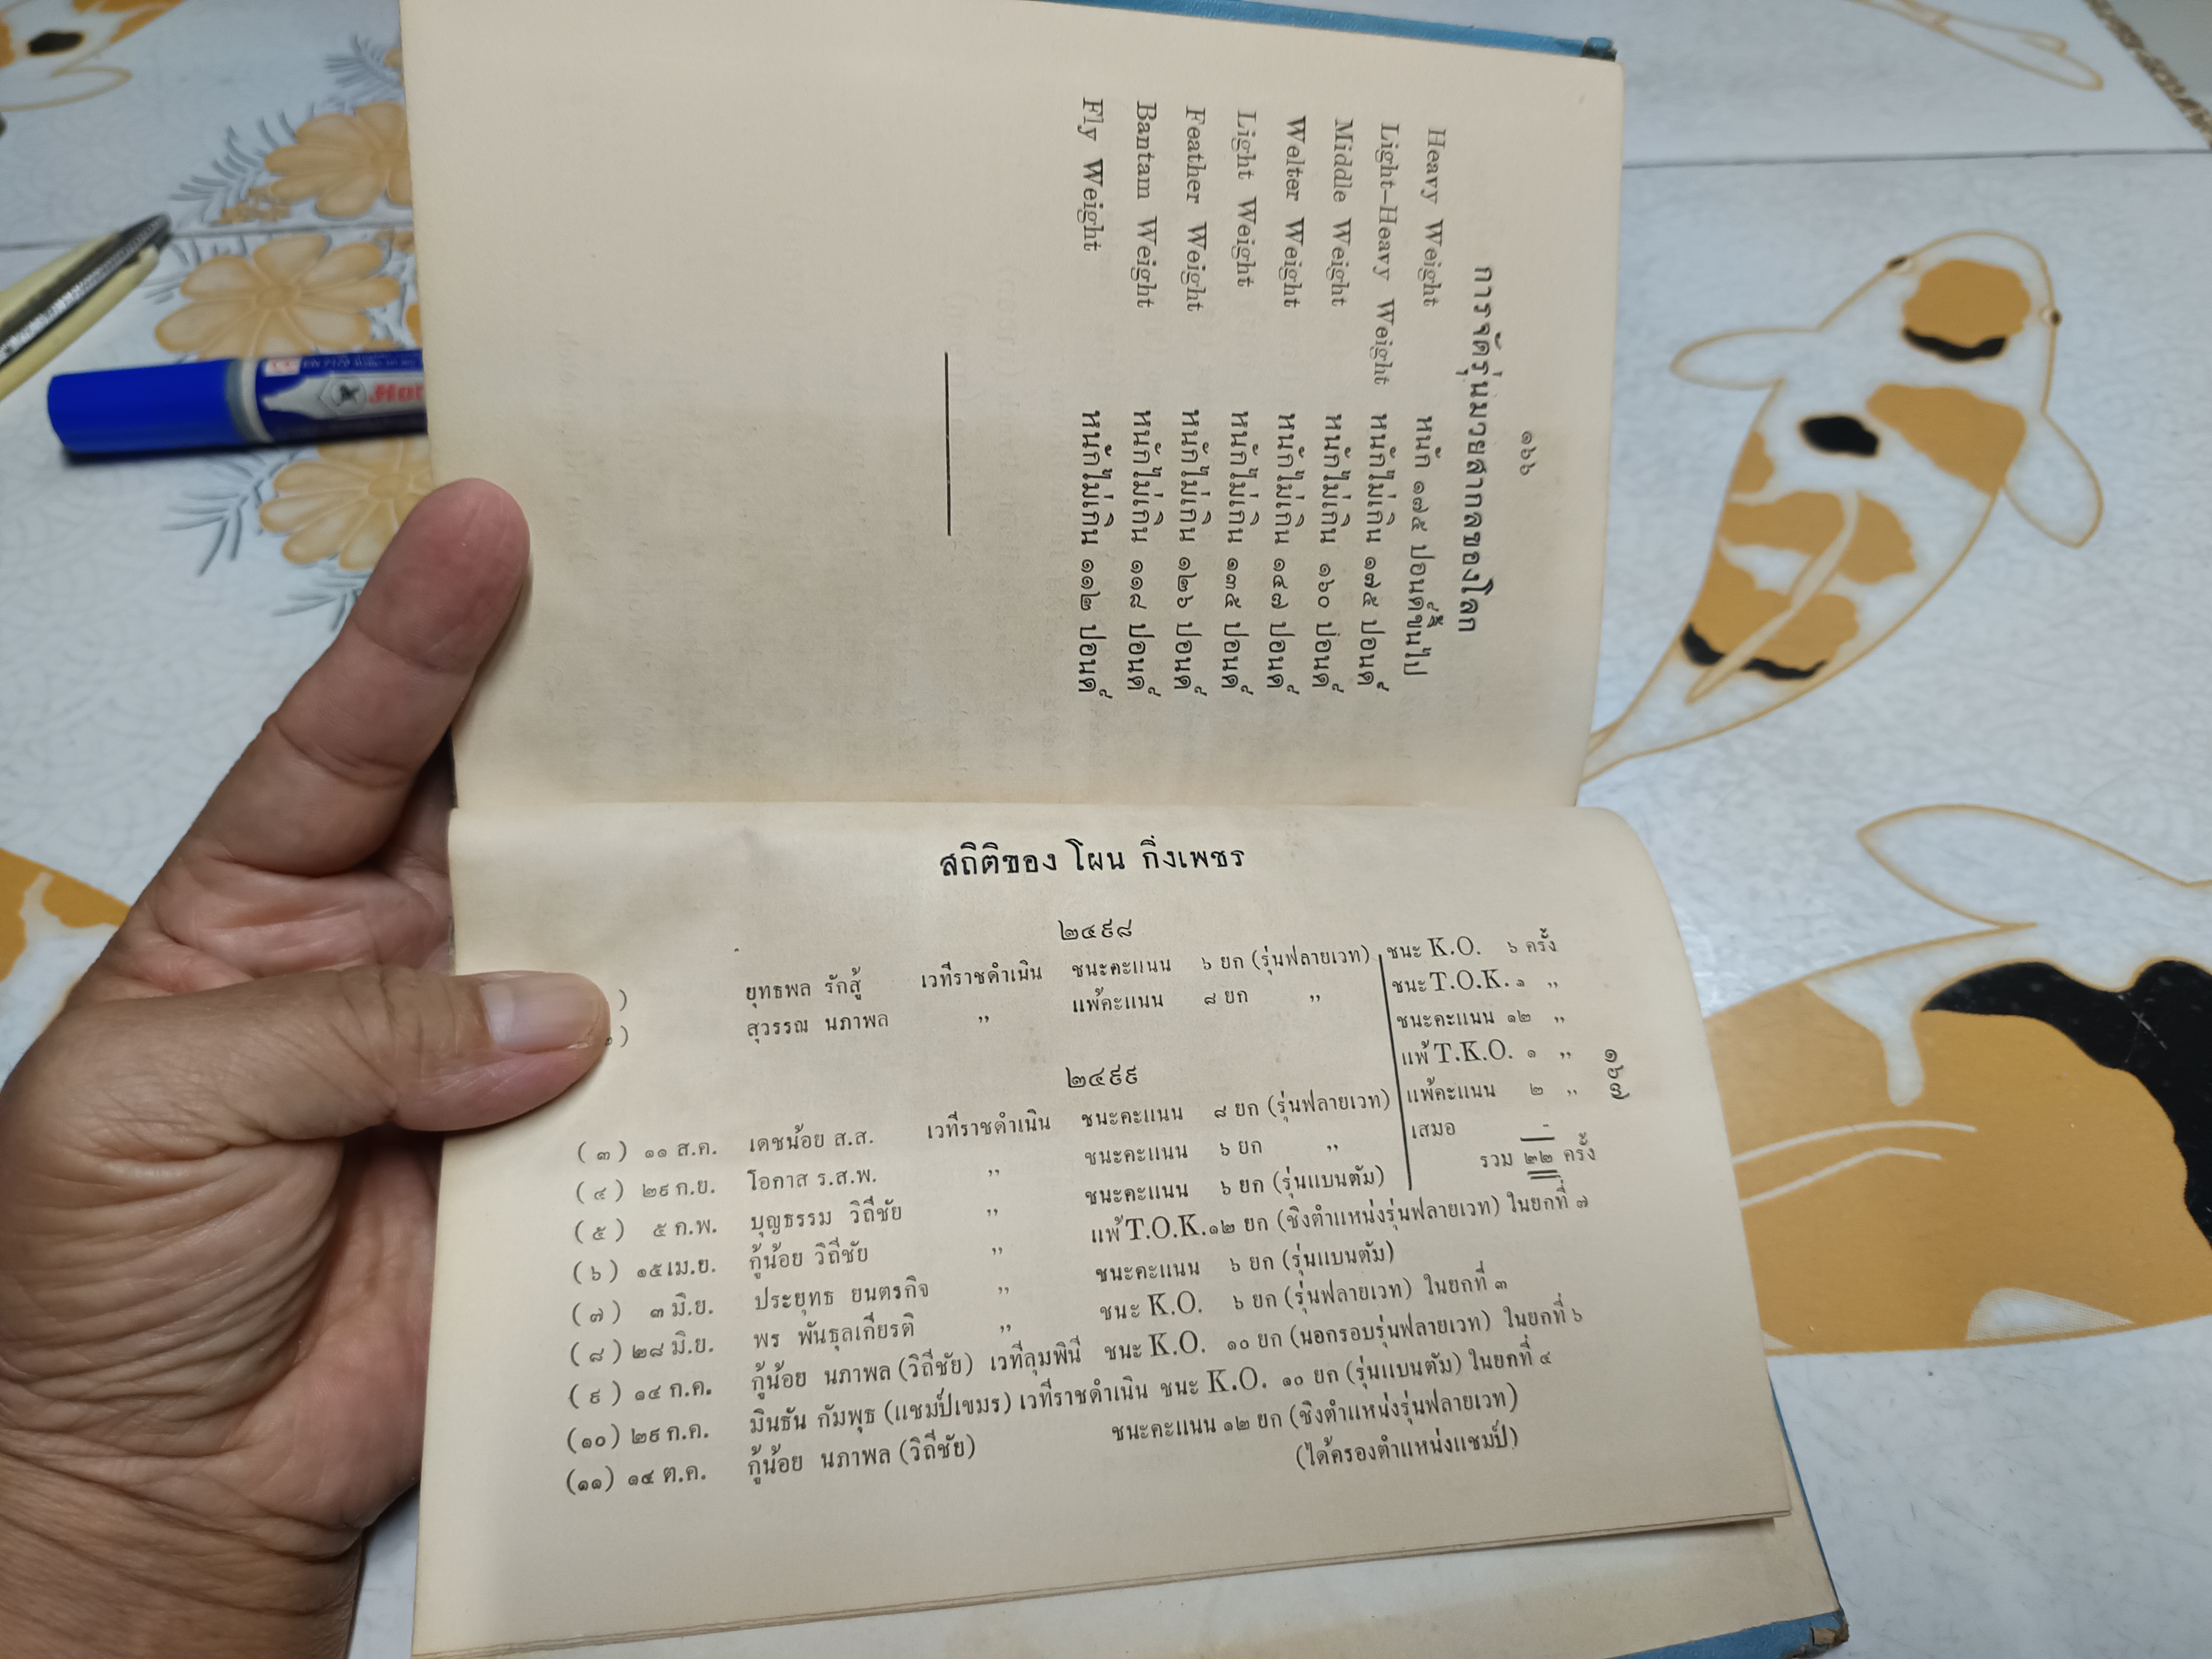 ๑๖๖
การจัดรุ่นมวยสากลของโลก
Heavy Weight หนัก ๑๗๕ ปอนด์ขึ้นไป
Light-Heavy Weight หนักไม่เกิน ๑๗๕ ปอนด์
Middle Weight หนักไม่เกิน ๑๖๐ ปอนด์
Welter Weight หนักไม่เกิน ๑๔๗ ปอนด์
Light Weight หนักไม่เกิน ๑๓๕ ปอนด์
Feather Weight หนักไม่เกิน ๑๒๖ ปอนด์
Bantam Weight หนักไม่เกิน ๑๑๘ ปอนด์
Fly Weight หนักไม่เกิน ๑๑๒ ปอนด์
สถิติของ โผน กิ่งเพชร
๒๔๙๘
) ยุทธพล รักสู้ เวทีราชดำเนิน ชนะคะแนน ๖ ยก (รุ่นฟลายเวท)
) สุวรรณ นภาพล ,, แพ้คะแนน ๘ ยก ,,
๒๔๙๙
(๓) ๑๑ ส.ค. เดชน้อย ส.ส. เวทีราชดำเนิน ชนะคะแนน ๘ ยก (รุ่นฟลายเวท)
(๔) ๒๙ ก.ย. โอภาส ร.ส.พ. ,, ชนะคะแนน ๖ ยก ,,
(๕) ๕ ก.พ. บุญธรรม วิถีชัย ,, ชนะคะแนน ๖ ยก (รุ่นแบนตัม)
(๖) ๑๕ เม.ย. กู้น้อย วิถีชัย ,, แพ้ T.O.K. ๑๒ ยก (ชิงตำแหน่งรุ่นฟลายเวท) ในยกที่ ๗
(๗) ๓ มิ.ย. ประยุทธ ยนตรกิจ ,, ชนะคะแนน ๖ ยก (รุ่นแบนตัม)
(๘) ๒๘ มิ.ย. พร พันธุลเกียรติ ,, ชนะ K.O. ๖ ยก (รุ่นฟลายเวท) ในยกที่ ๓
(๙) ๑๔ ก.ค. กู้น้อย นภาพล (วิถีชัย) เวทีลุมพินี ชนะ K.O. ๑๐ ยก (นอกรอบรุ่นฟลายเวท) ในยกที่ ๖
(๑๐) ๒๙ ก.ค. มินธัน กัมพุธ (แชมป์เขมร) เวทีราชดำเนิน ชนะ K.O. ๑๐ ยก (รุ่นแบนตัม) ในยกที่ ๔
(๑๑) ๑๔ ต.ค. กู้น้อย นภาพล (วิถีชัย) ชนะคะแนน ๑๒ ยก (ชิงตำแหน่งรุ่นฟลายเวท)
(ได้ครองตำแหน่งแชมป์)
ชนะ K.O. ๖ ครั้ง
ชนะ T.O.K. ๑ ,,
ชนะคะแนน ๑๒ ,,
แพ้ T.K.O. ๑ ,,
แพ้คะแนน ๒ ,,
เสมอ -
รวม ๒๒ ครั้ง
๑๖๗